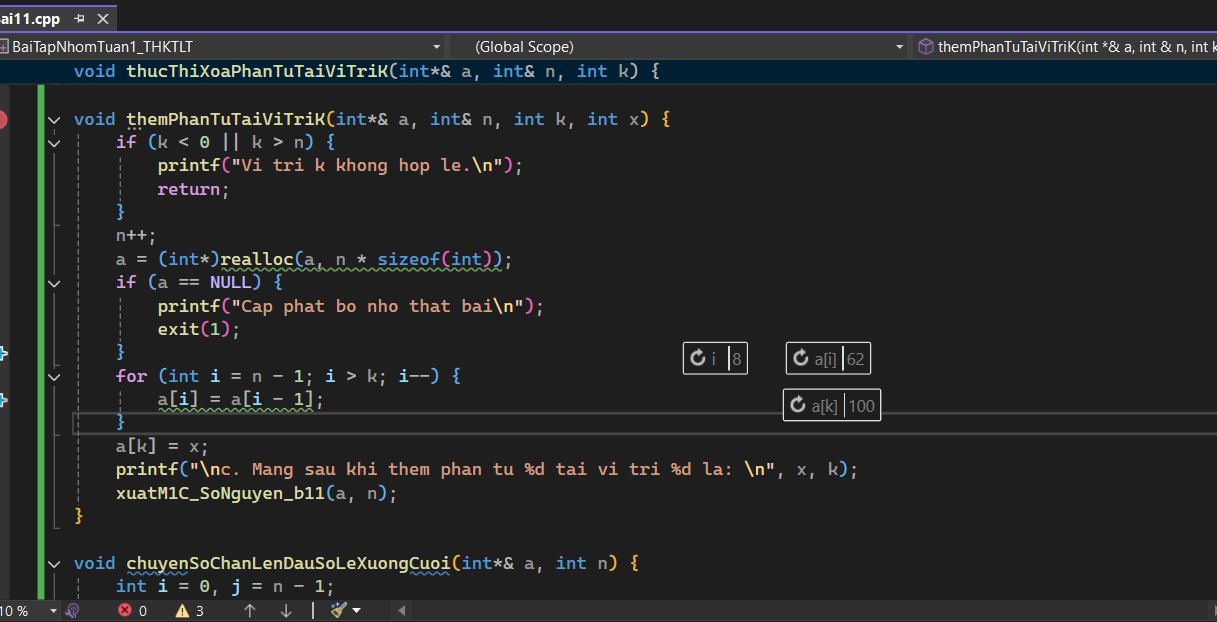 ai11.cpp
BaiTapNhomTuan1_THKTLT (Global Scope) themPhanTuTaiViTriK(int *& a, int & n, int k
void thucThiXoaPhanTuTaiViTriK(int*& a, int& n, int k) {
void themPhanTuTaiViTriK(int*& a, int& n, int k, int x) {
if (k < 0 || k > n) {
printf("Vi tri k khong hop le.\n");
return;
}
n++;
a = (int*)realloc(a, n * sizeof(int));
if (a == NULL) {
printf("Cap phat bo nho that bai\n");
exit(1);
}
i 8 a[i] 62
for (int i = n - 1; i > k; i--) {
a[i] = a[i - 1];
a[k] 100
}
a[k] = x;
printf("\nc. Mang sau khi them phan tu %d tai vi tri %d la: \n", x, k);
xuatM1C_SoNguyen_b11(a, n);
}
void chuyenSoChanLenDauSoLeXuongCuoi(int*& a, int n) {
int i = 0, j = n - 1;
10 % 0 3